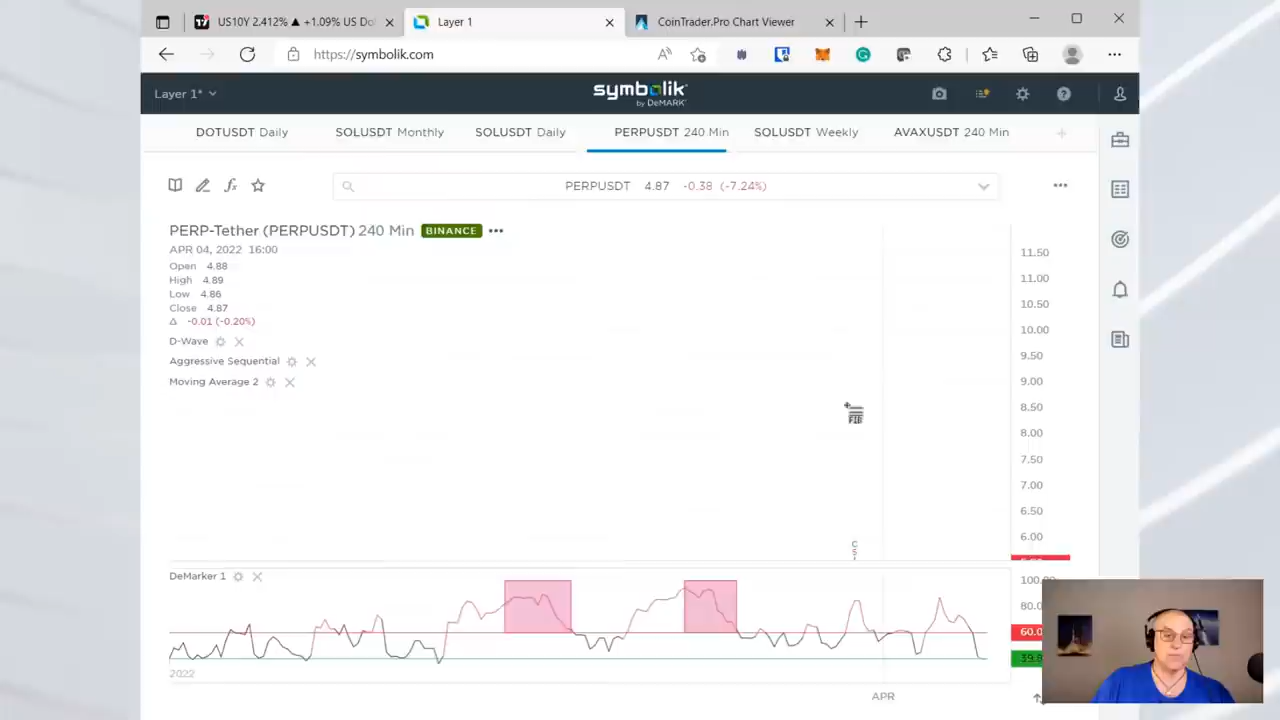 US10Y 2.412% ▲ +1.09% US Do
Layer 1
CoinTrader.Pro Chart Viewer
https://symbolik.com
Layer 1*
symbolik
by DEMARK
DOTUSDT Daily
SOLUSDT Monthly
SOLUSDT Daily
PERPUSDT 240 Min
SOLUSDT Weekly
AVAXUSDT 240 Min
PERPUSDT 4.87 -0.38 (-7.24%)
PERP-Tether (PERPUSDT) 240 Min BINANCE
APR 04, 2022 16:00
Open 4.88
High 4.89
Low 4.86
Close 4.87
Δ -0.01 (-0.20%)
D-Wave
Aggressive Sequential
Moving Average 2
11.50
11.00
10.50
10.00
9.50
9.00
8.50
8.00
7.50
7.00
6.50
6.00
FIB
C
S
DeMarker 1
100.
80.0
60.0
39.8
2022
APR